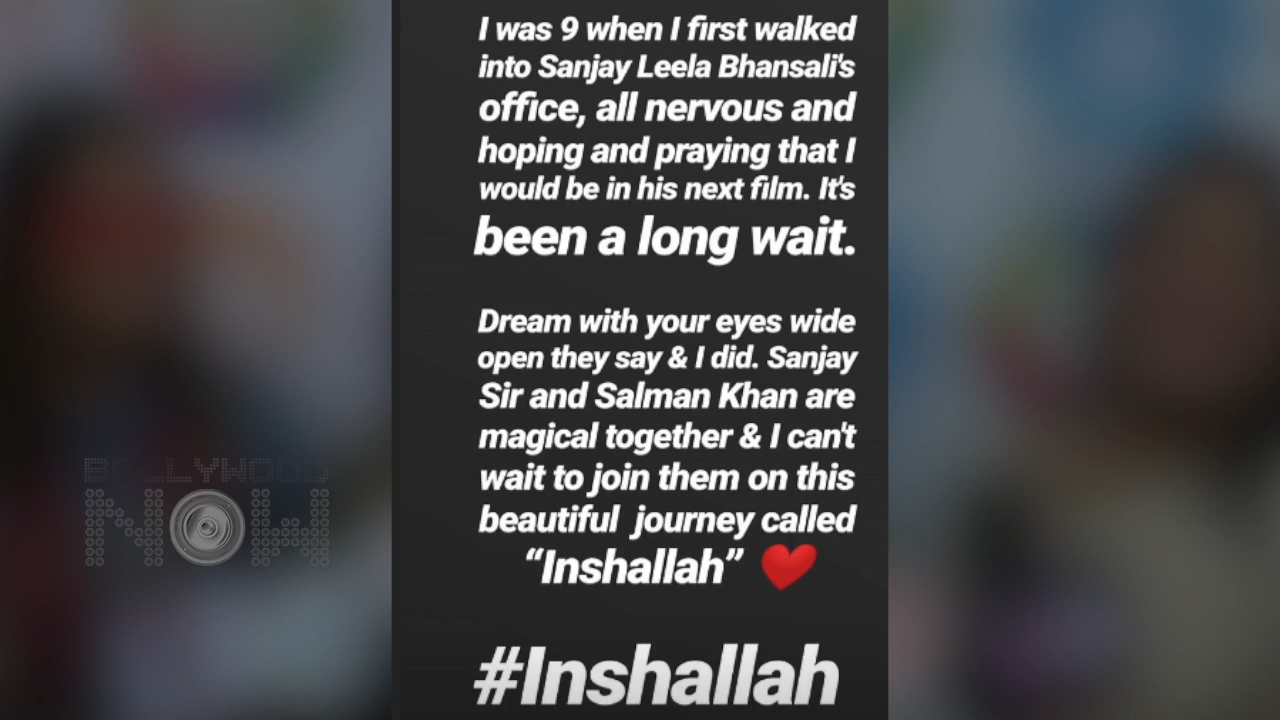 I was 9 when I first walked
into Sanjay Leela Bhansali's
office, all nervous and
hoping and praying that I
would be in his next film. It's
been a long wait.
Dream with your eyes wide
open they say & I did. Sanjay
Sir and Salman Khan are
magical together & I can't
wait to join them on this
beautiful journey called
“Inshallah” ❤️
#Inshallah
BOLLYWOOD
NOW